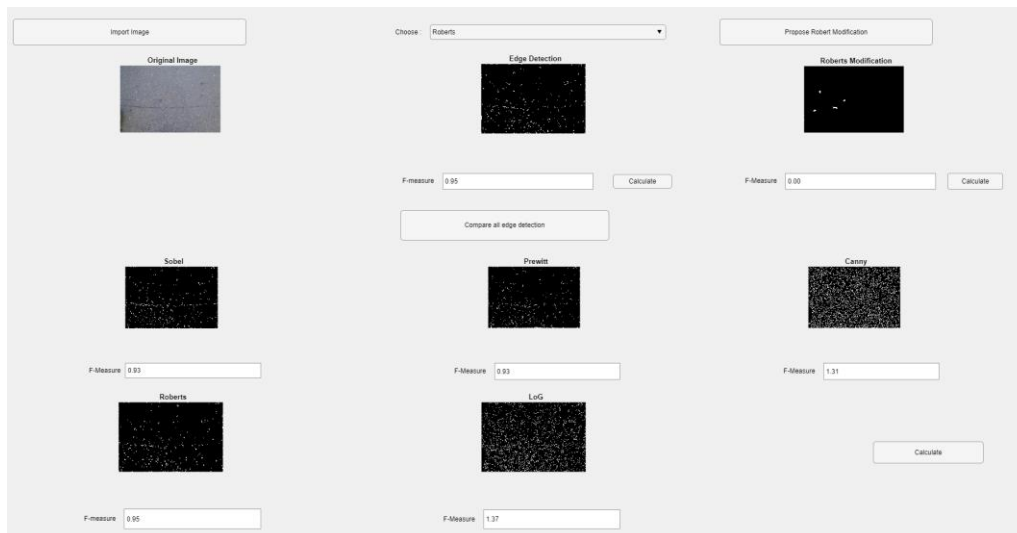 Import Image
Choose : Roberts
Propose Robert Modification
Original Image
Edge Detection
Roberts Modification
F-measure 0.95 Calculate
F-Measure 0.00 Calculate
Compare all edge detection
Sobel
Prewitt
Canny
F-Measure 0.93
F-Measure 0.93
F-Measure 1.31
Roberts
LoG
Calculate
F-measure 0.95
F-Measure 1.37